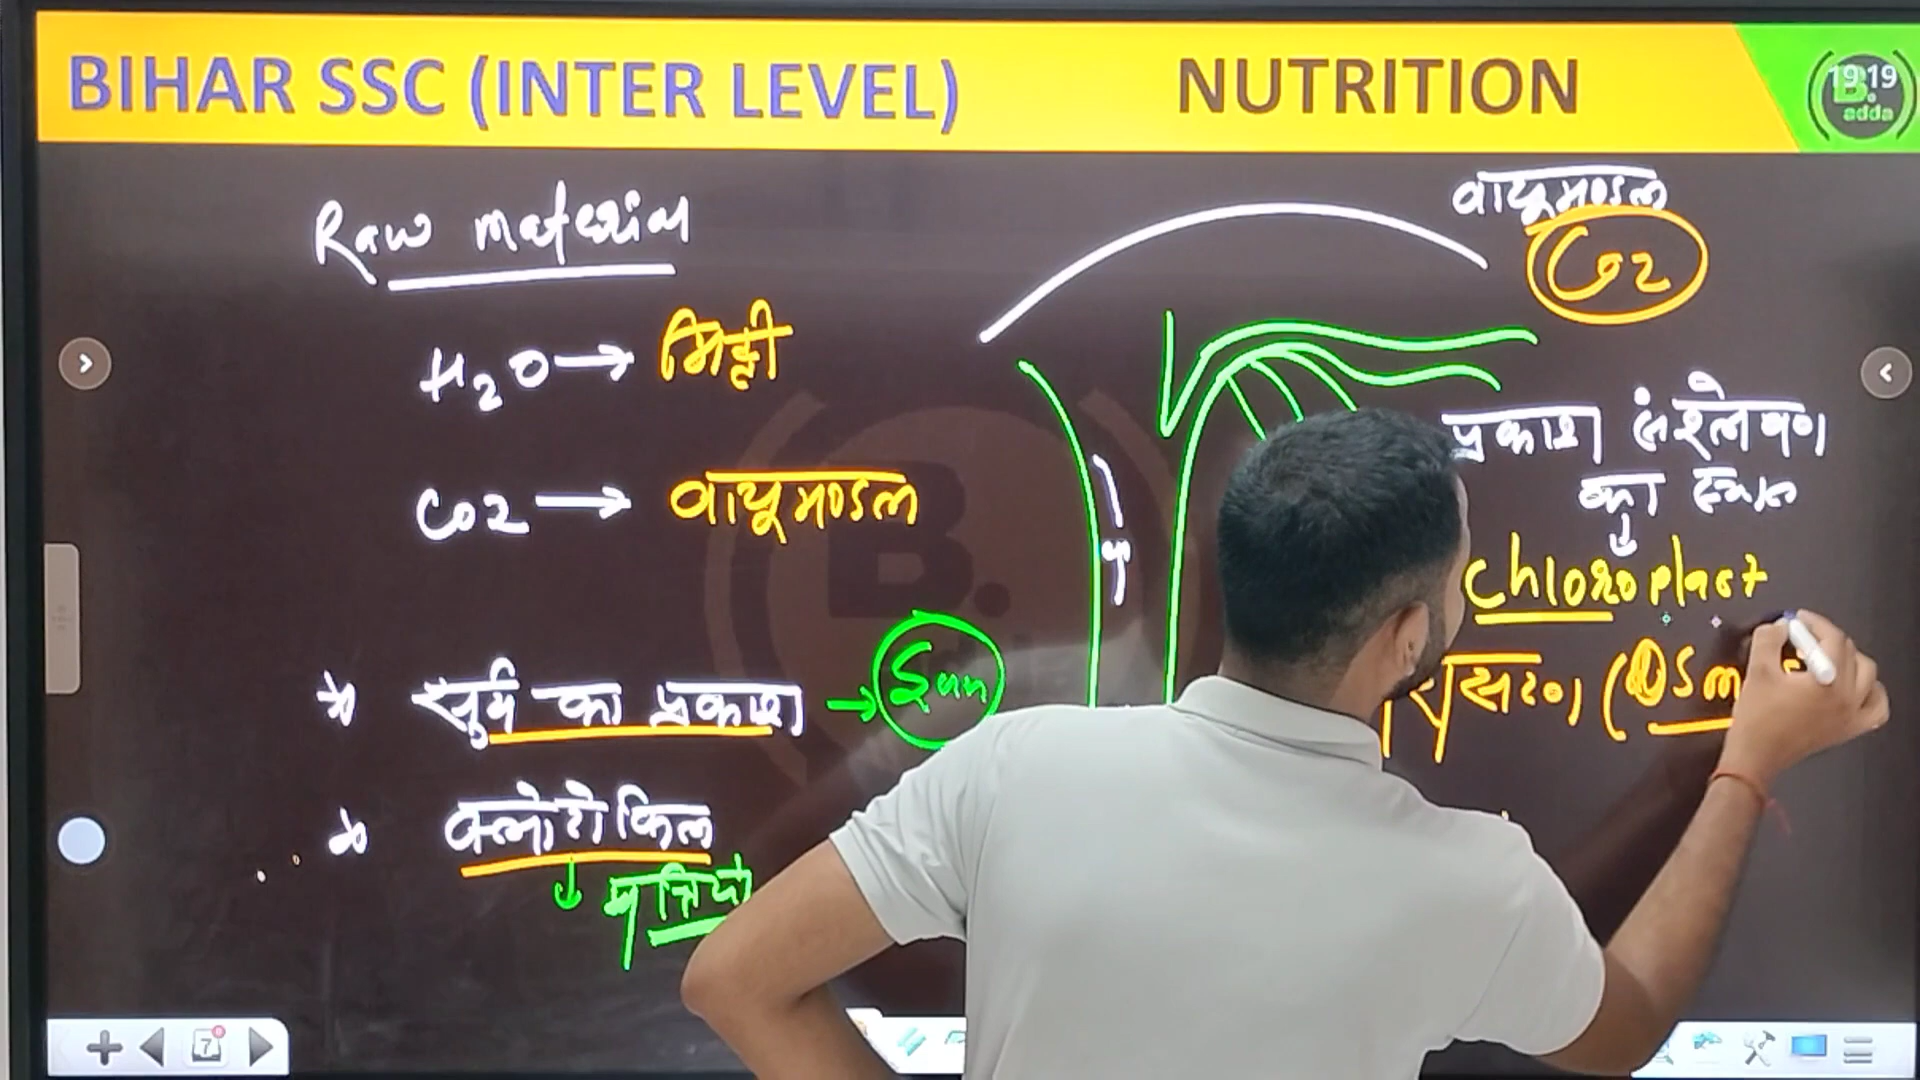 BIHAR SSC (INTER LEVEL)
NUTRITION
19:19
B.
adda
Raw material
H2O → मिट्टी
CO2 → वायुमण्डल
सूर्य का प्रकाश → Sun
क्लोरोफिल
↓ पत्तियों
वायुमण्डल
CO2
प्रकाश संश्लेषण
का स्थान
↓
Chloroplast